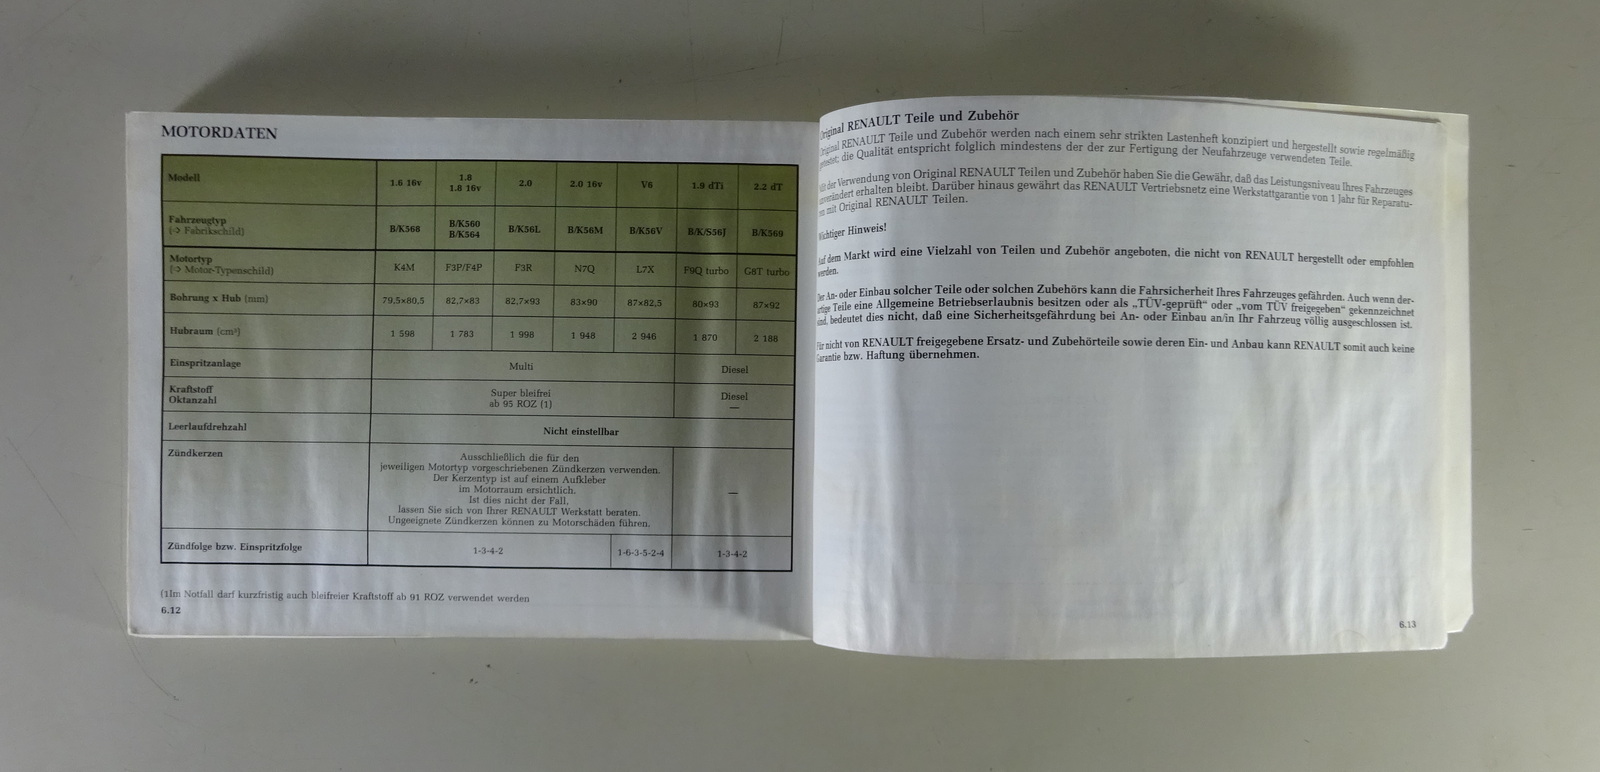 MOTORDATEN
Modell 1.6 16v 1.8 1.8 16v 2.0 2.0 16v V6 1.9 dTi 2.2 dT
Fahrzeugtyp
(-> Fabrikschild) B/K568 B/K560 B/K564 B/K56L B/K56M B/K56V B/K/S56J B/K569
Motortyp
(-> Motor-Typenschild) K4M F3P/F4P F3R N7Q L7X F9Q turbo G8T turbo
Bohrung x Hub (mm) 79,5×80,5 82,7×83 82,7×93 83×90 87×82,5 80×93 87×92
Hubraum (cm³) 1 598 1 783 1 998 1 948 2 946 1 870 2 188
Einspritzanlage Multi Diesel
Kraftstoff Super bleifrei Diesel
Oktanzahl ab 95 ROZ (1) —
Leerlaufdrehzahl Nicht einstellbar
Zündkerzen Ausschließlich die für den
jeweiligen Motortyp vorgeschriebenen Zündkerzen verwenden.
Der Kerzentyp ist auf einem Aufkleber
im Motorraum ersichtlich.
Ist dies nicht der Fall,
lassen Sie sich von Ihrer RENAULT Werkstatt beraten.
Ungeeignete Zündkerzen können zu Motorschäden führen.
—
Zündfolge bzw. Einspritzfolge 1-3-4-2 1-6-3-5-2-4 1-3-4-2
(1Im Notfall darf kurzfristig auch bleifreier Kraftstoff ab 91 ROZ verwendet werden
6.12
Original RENAULT Teile und Zubehör
Original RENAULT Teile und Zubehör werden nach einem sehr strikten Lastenheft konzipiert und hergestellt sowie regelmäßig
getestet; die Qualität entspricht folglich mindestens der der zur Fertigung der Neufahrzeuge verwendeten Teile.
der Verwendung von Original RENAULT Teilen und Zubehör haben Sie die Gewähr, daß das Leistungsniveau Ihres Fahrzeuges
unverändert erhalten bleibt. Darüber hinaus gewährt das RENAULT Vertriebsnetz eine Werkstattgarantie von 1 Jahr für Reparatu-
en mit Original RENAULT Teilen.
Wichtiger Hinweis!
Auf dem Markt wird eine Vielzahl von Teilen und Zubehör angeboten, die nicht von RENAULT hergestellt oder empfohlen
werden.
Der An- oder Einbau solcher Teile oder solchen Zubehörs kann die Fahrsicherheit Ihres Fahrzeuges gefährden. Auch wenn der-
artige Teile eine Allgemeine Betriebserlaubnis besitzen oder als „TÜV-geprüft“ oder „vom TÜV freigegeben“ gekennzeichnet
sind, bedeutet dies nicht, daß eine Sicherheitsgefährdung bei An- oder Einbau an/in Ihr Fahrzeug völlig ausgeschlossen ist.
Für nicht von RENAULT freigegebene Ersatz- und Zubehörteile sowie deren Ein- und Anbau kann RENAULT somit auch keine
Garantie bzw. Haftung übernehmen.
6.13